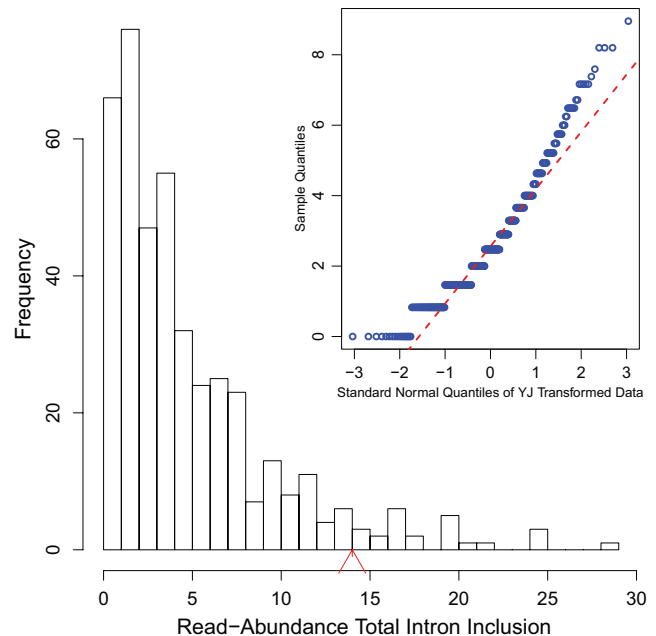 8
6
4
2
0
Sample Quantiles
−3 −2 −1 0 1 2 3
Standard Normal Quantiles of YJ Transformed Data
60
40
20
0
Frequency
0 5 10 15 20 25 30
Read−Abundance Total Intron Inclusion